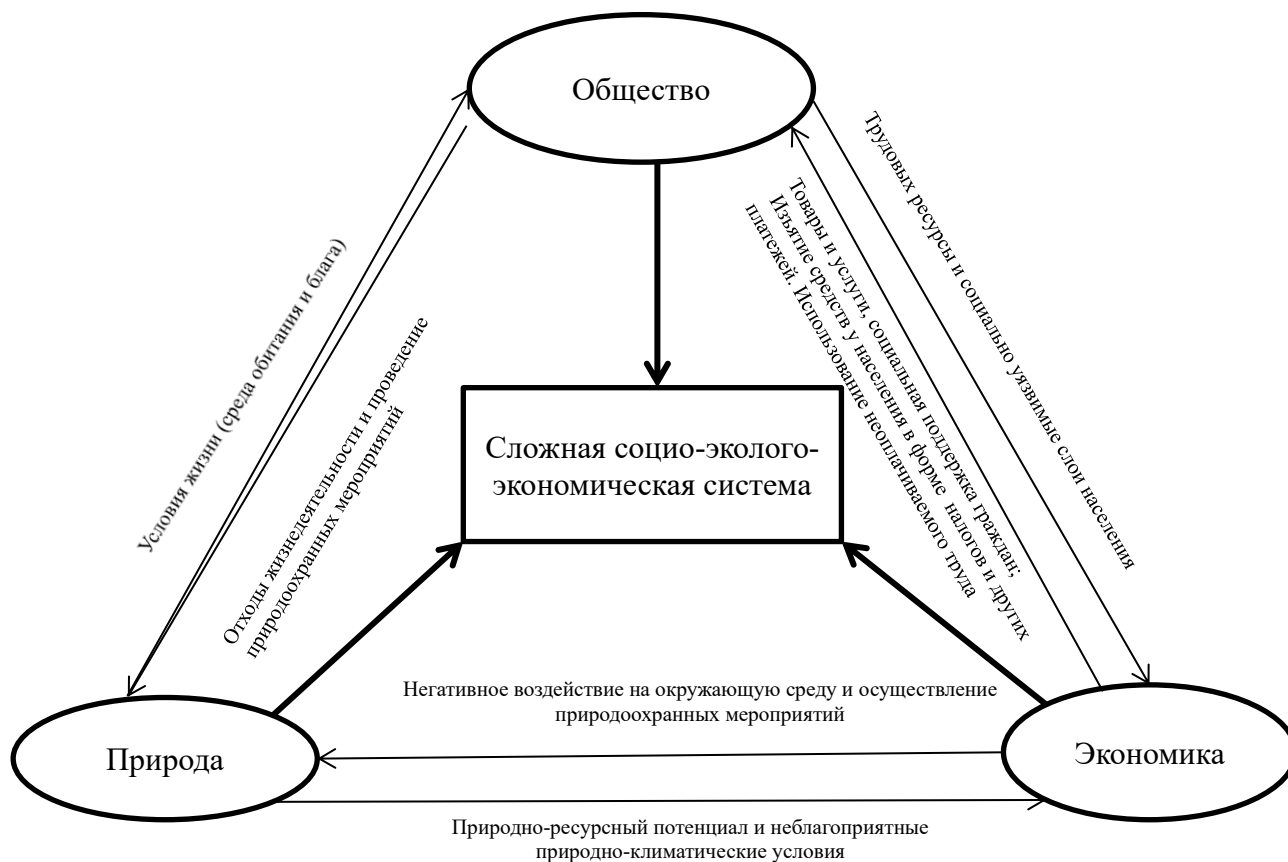 Общество
Трудовых ресурсы и социально уязвимые слои населения
Товары и услуги, социальная поддержка граждан;
Изъятие средств у населения в форме налогов и других
платежей. Использование неоплачиваемого труда
Условия жизни (среда обитания и блага)
Отходы жизнедеятельности и проведение
природоохранных мероприятий
Сложная социо-эколого-
экономическая система
Негативное воздействие на окружающую среду и осуществление
природоохранных мероприятий
Природа
Экономика
Природно-ресурсный потенциал и неблагоприятные
природно-климатические условия